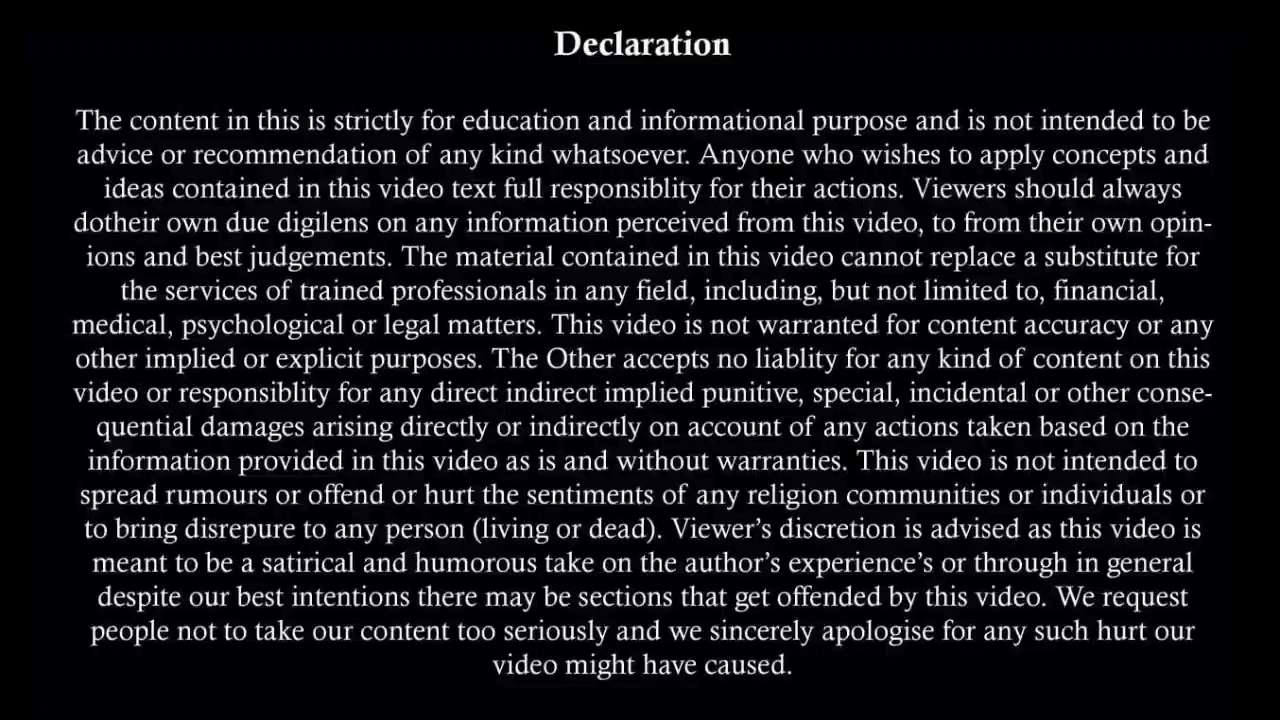 Declaration
The content in this is strictly for education and informational purpose and is not intended to be
advice or recommendation of any kind whatsoever. Anyone who wishes to apply concepts and
ideas contained in this video text full responsiblity for their actions. Viewers should always
dotheir own due digilens on any information perceived from this video, to from their own opin-
ions and best judgements. The material contained in this video cannot replace a substitute for
the services of trained professionals in any field, including, but not limited to, financial,
medical, psychological or legal matters. This video is not warranted for content accuracy or any
other implied or explicit purposes. The Other accepts no liablity for any kind of content on this
video or responsiblity for any direct indirect implied punitive, special, incidental or other conse-
quential damages arising directly or indirectly on account of any actions taken based on the
information provided in this video as is and without warranties. This video is not intended to
spread rumours or offend or hurt the sentiments of any religion communities or individuals or
to bring disrepure to any person (living or dead). Viewer's discretion is advised as this video is
meant to be a satirical and humorous take on the author's experience's or through in general
despite our best intentions there may be sections that get offended by this video. We request
people not to take our content too seriously and we sincerely apologise for any such hurt our
video might have caused.